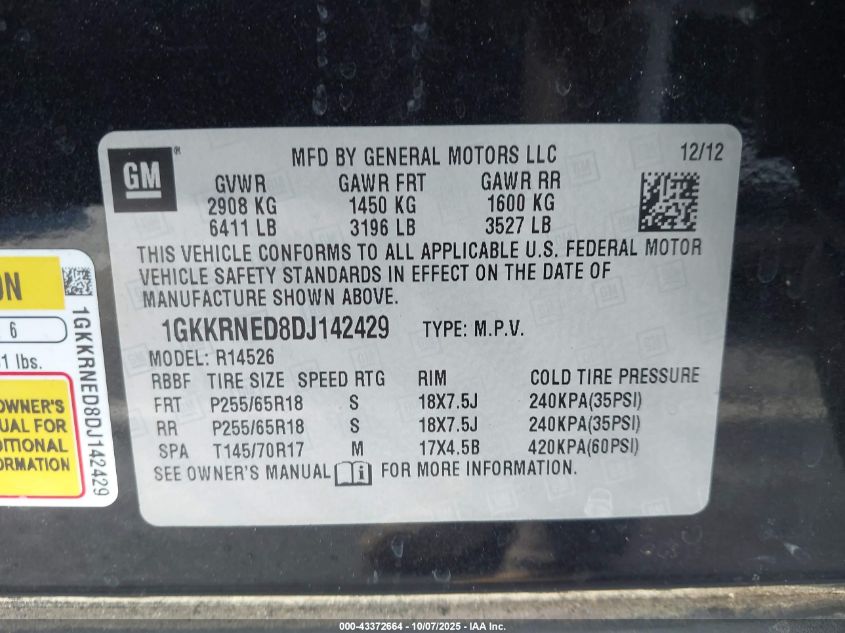 MFD BY GENERAL MOTORS LLC 12/12
GM
GVWR GAWR FRT GAWR RR
2908 KG 1450 KG 1600 KG
6411 LB 3196 LB 3527 LB
THIS VEHICLE CONFORMS TO ALL APPLICABLE U.S. FEDERAL MOTOR
VEHICLE SAFETY STANDARDS IN EFFECT ON THE DATE OF
MANUFACTURE SHOWN ABOVE.
1GKKRNED8DJ142429 TYPE: M.P.V.
MODEL: R14526
RBBF TIRE SIZE SPEED RTG RIM COLD TIRE PRESSURE
FRT P255/65R18 S 18X7.5J 240KPA(35PSI)
RR P255/65R18 S 18X7.5J 240KPA(35PSI)
SPA T145/70R17 M 17X4.5B 420KPA(60PSI)
SEE OWNER'S MANUAL i FOR MORE INFORMATION.
ON
6
1 lbs.
OWNER'S
UAL FOR
DITIONAL
ORMATION
1GKKRNED8DJ142429
000-43372664 - 10/07/2025 - IAA Inc.